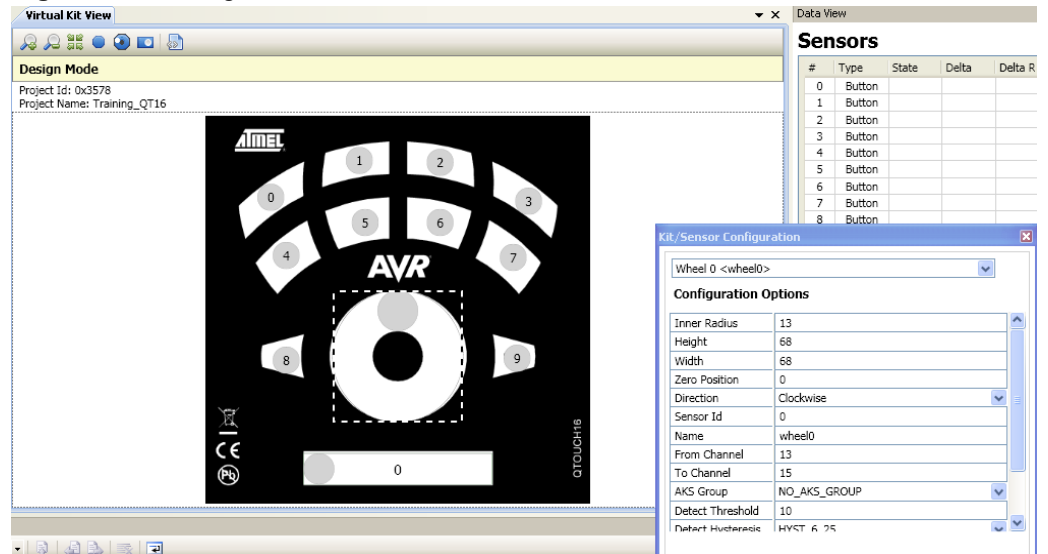 Virtual Kit View
Data View
Sensors
Design Mode
# Type State Delta Delta R
Project Id: 0x3578
Project Name: Training_QT16
0 Button
1 Button
2 Button
3 Button
4 Button
5 Button
6 Button
7 Button
8 Button
ATMEL
1
2
0
3
5
6
4
7
AVR
8
9
QTOUCH16
CE
Pb
0
Kit/Sensor Configuration
Wheel 0 <wheel0>
Configuration Options
Inner Radius 13
Height 68
Width 68
Zero Position 0
Direction Clockwise
Sensor Id 0
Name wheel0
From Channel 13
To Channel 15
AKS Group NO_AKS_GROUP
Detect Threshold 10
Detect Hysteresis HYST_6_25